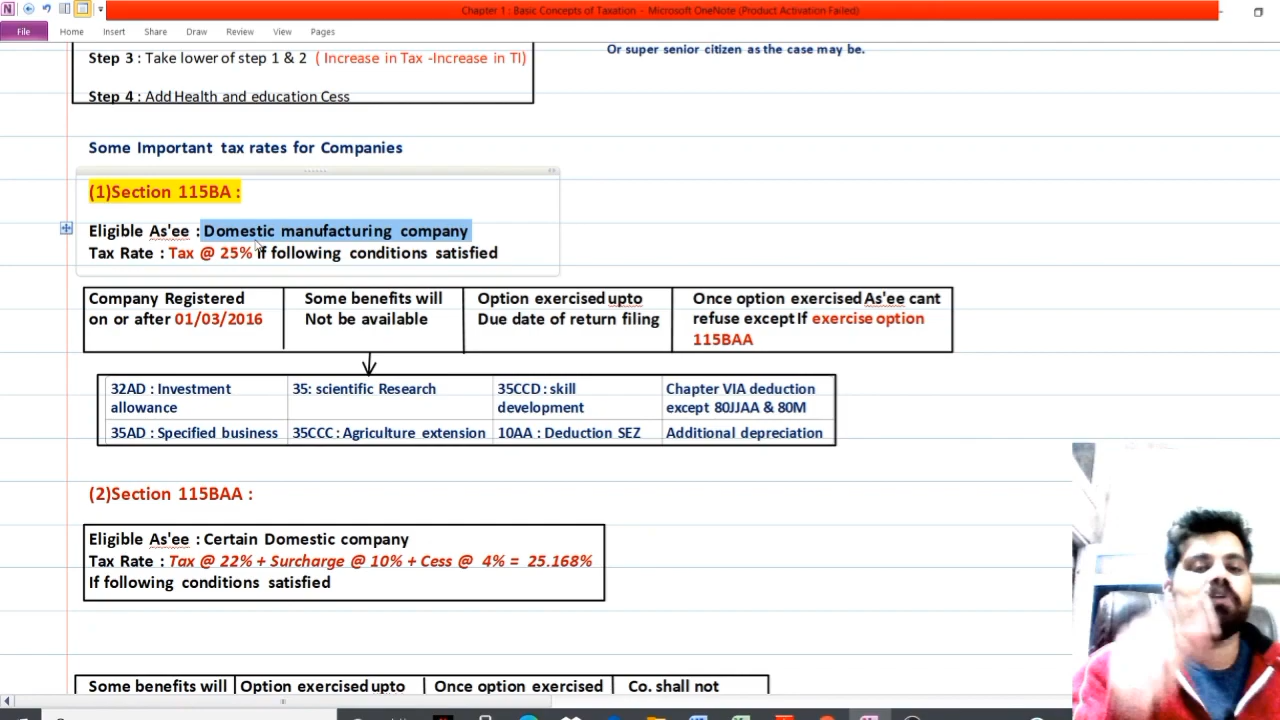 Chapter 1 : Basic Concepts of Taxation - Microsoft OneNote (Product Activation Failed)
File Home Insert Share Draw Review View Pages
Step 3 : Take lower of step 1 & 2 ( Increase in Tax -Increase in TI)
Or super senior citizen as the case may be.
Step 4 : Add Health and education Cess
Some Important tax rates for Companies
(1)Section 115BA :
Eligible As'ee : Domestic manufacturing company
Tax Rate : Tax @ 25% If following conditions satisfied
Company Registered
on or after 01/03/2016
Some benefits will
Not be available
Option exercised upto
Due date of return filing
Once option exercised As'ee cant
refuse except If exercise option
115BAA
32AD : Investment
allowance
35: scientific Research
35CCD : skill
development
Chapter VIA deduction
except 80JJAA & 80M
35AD : Specified business
35CCC : Agriculture extension
10AA : Deduction SEZ
Additional depreciation
(2)Section 115BAA :
Eligible As'ee : Certain Domestic company
Tax Rate : Tax @ 22% + Surcharge @ 10% + Cess @ 4% = 25.168%
If following conditions satisfied
Some benefits will
Option exercised upto
Once option exercised
Co. shall not